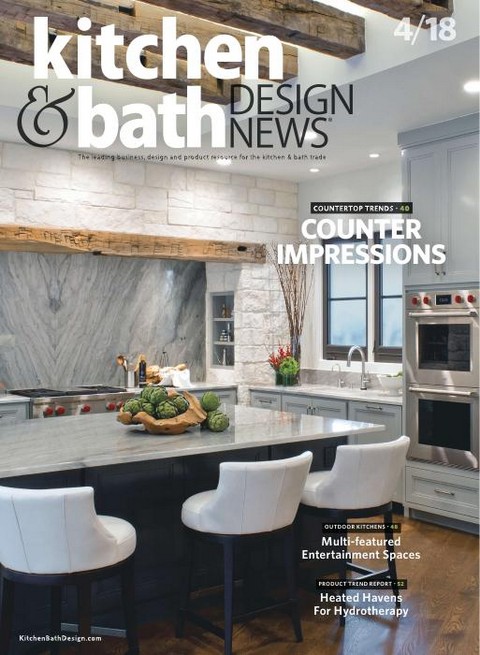 kitchen
4/18
& bath DESIGN
NEWS®
The leading business, design and product resource for the kitchen & bath trade
COUNTERTOP TRENDS • 40
COUNTER
IMPRESSIONS
OUTDOOR KITCHENS • 46
Multi-featured
Entertainment Spaces
PRODUCT TREND REPORT • 52
Heated Havens
For Hydrotherapy
KitchenBathDesign.com